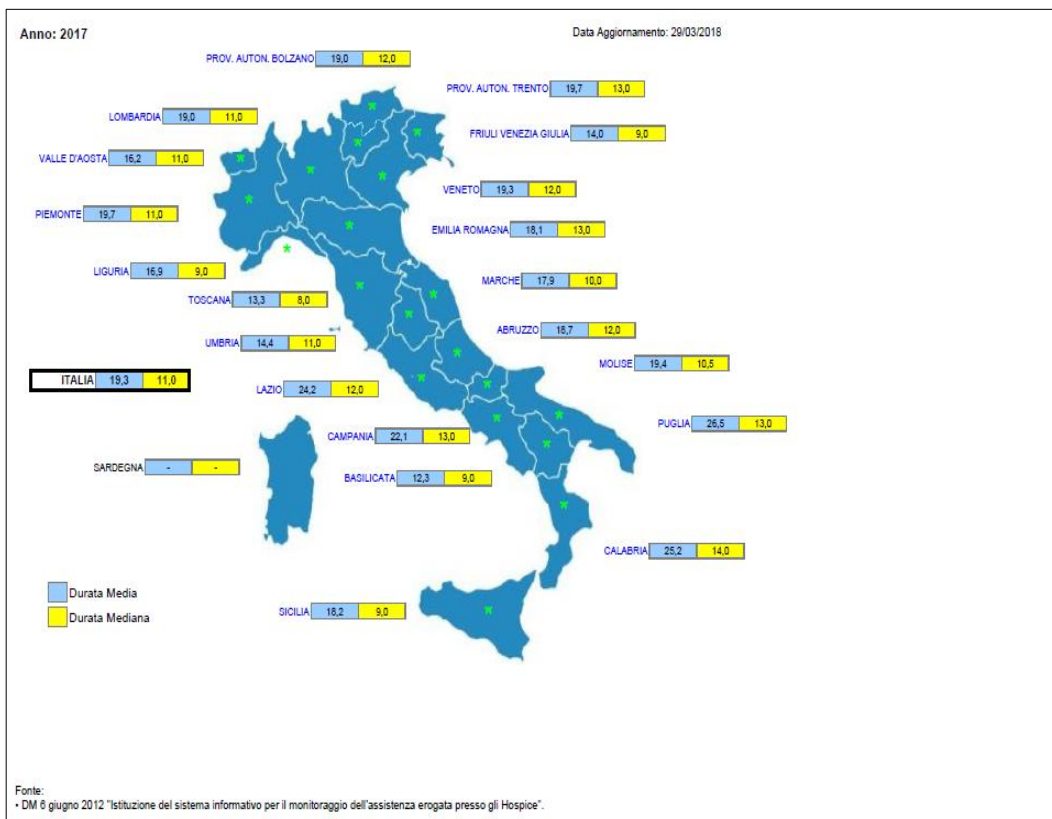 Anno: 2017
Data Aggiornamento: 29/03/2018
PROV. AUTON. BOLZANO 19,0 12,0
PROV. AUTON. TRENTO 19,7 13,0
LOMBARDIA 19,0 11,0
FRIULI VENEZIA GIULIA 14,0 9,0
VALLE D'AOSTA 16,2 11,0
VENETO 19,3 12,0
PIEMONTE 19,7 11,0
EMILIA ROMAGNA 18,1 13,0
LIGURIA 16,9 9,0
MARCHE 17,9 10,0
TOSCANA 13,3 8,0
ABRUZZO 18,7 12,0
UMBRIA 14,4 11,0
MOLISE 19,4 10,5
ITALIA 19,3 11,0
LAZIO 24,2 12,0
PUGLIA 26,5 13,0
CAMPANIA 22,1 13,0
SARDEGNA - -
BASILICATA 12,3 9,0
CALABRIA 25,2 14,0
Durata Media
Durata Mediana
SICILIA 18,2 9,0
Fonte:
• DM 6 giugno 2012 "Istituzione del sistema informativo per il monitoraggio dell'assistenza erogata presso gli Hospice".